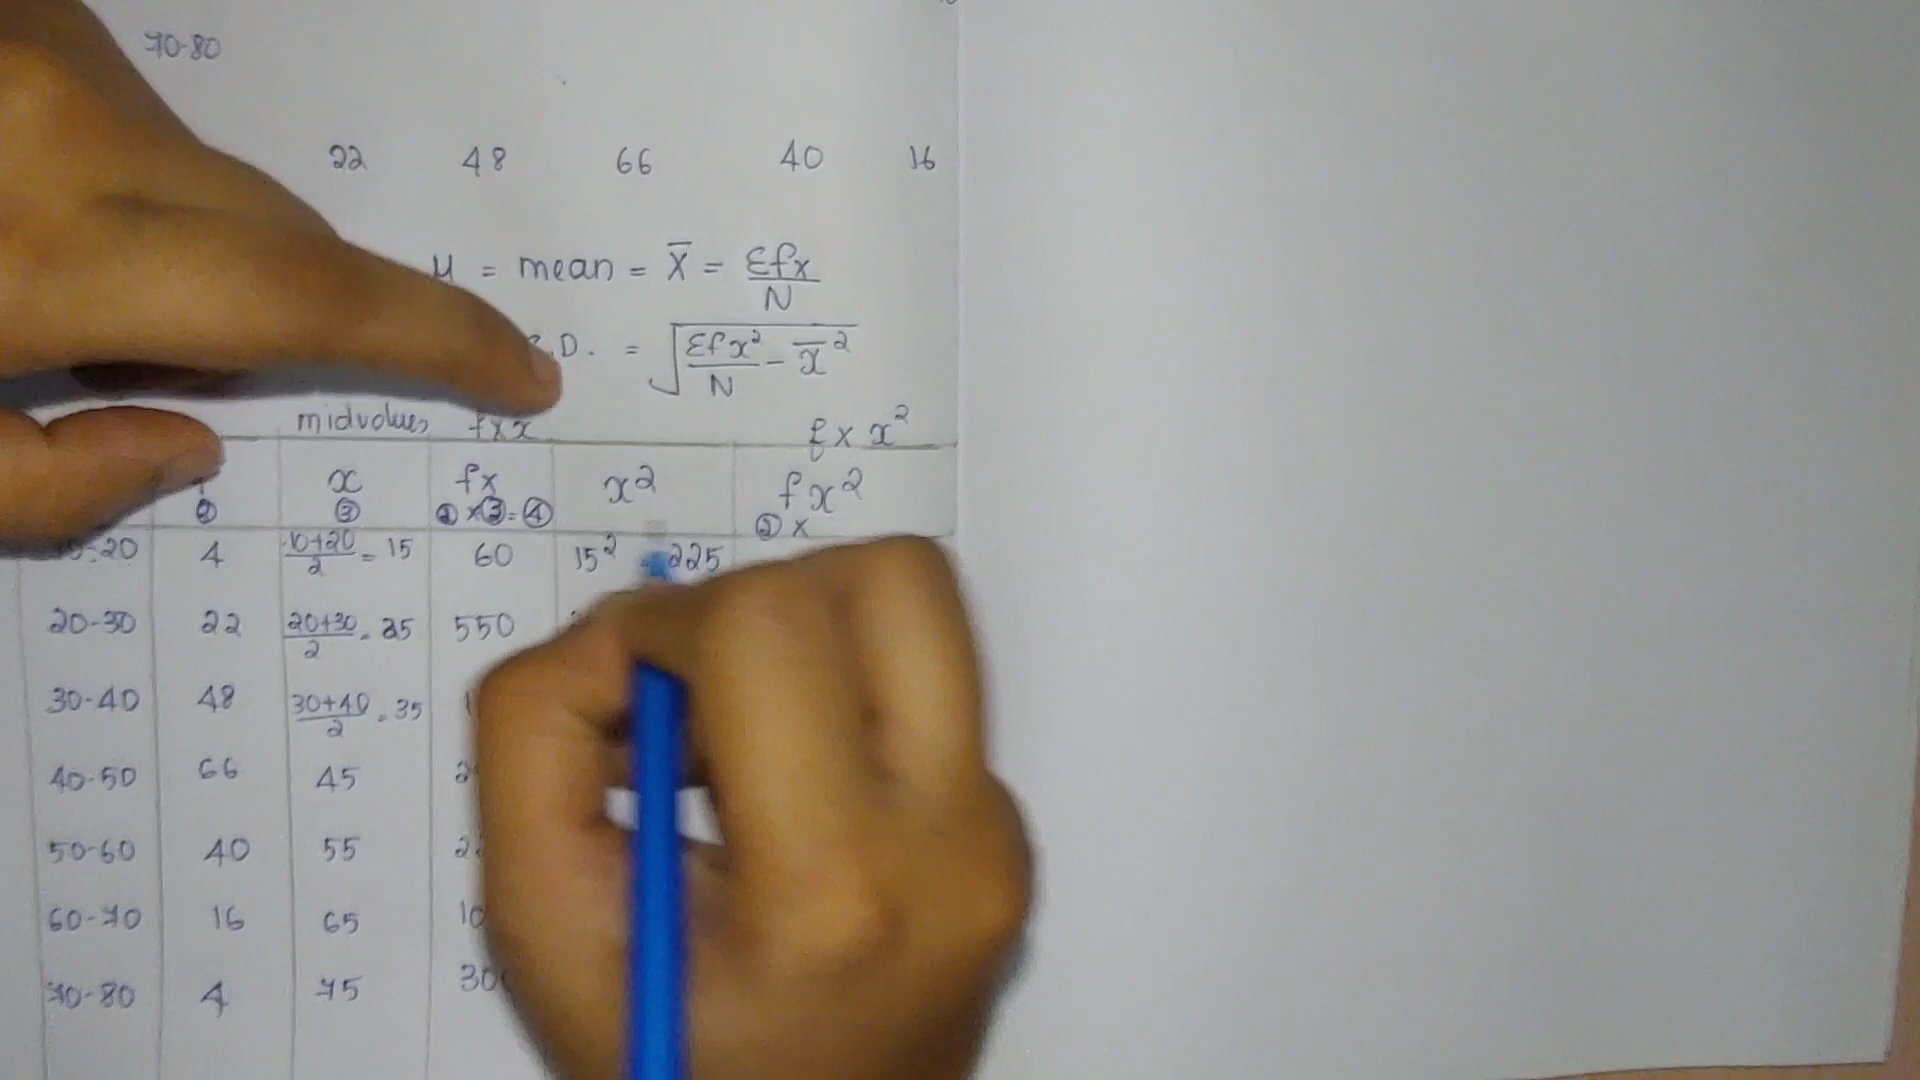 70-80
22 48 66 40 16
μ = mean = X̄ = Σfx / N
.D. = √(Σfx² / N - x̄²)
midvalues f×x f×x²
x fx x² fx²
② ③ ②×③=④ ②×
20 4 10+20 / 2 = 15 60 15² 225
20-30 22 20+30 / 2 = 25 550
30-40 48 30+40 / 2 = 35
40-50 66 45
50-60 40 55
60-70 16 65
70-80 4 75